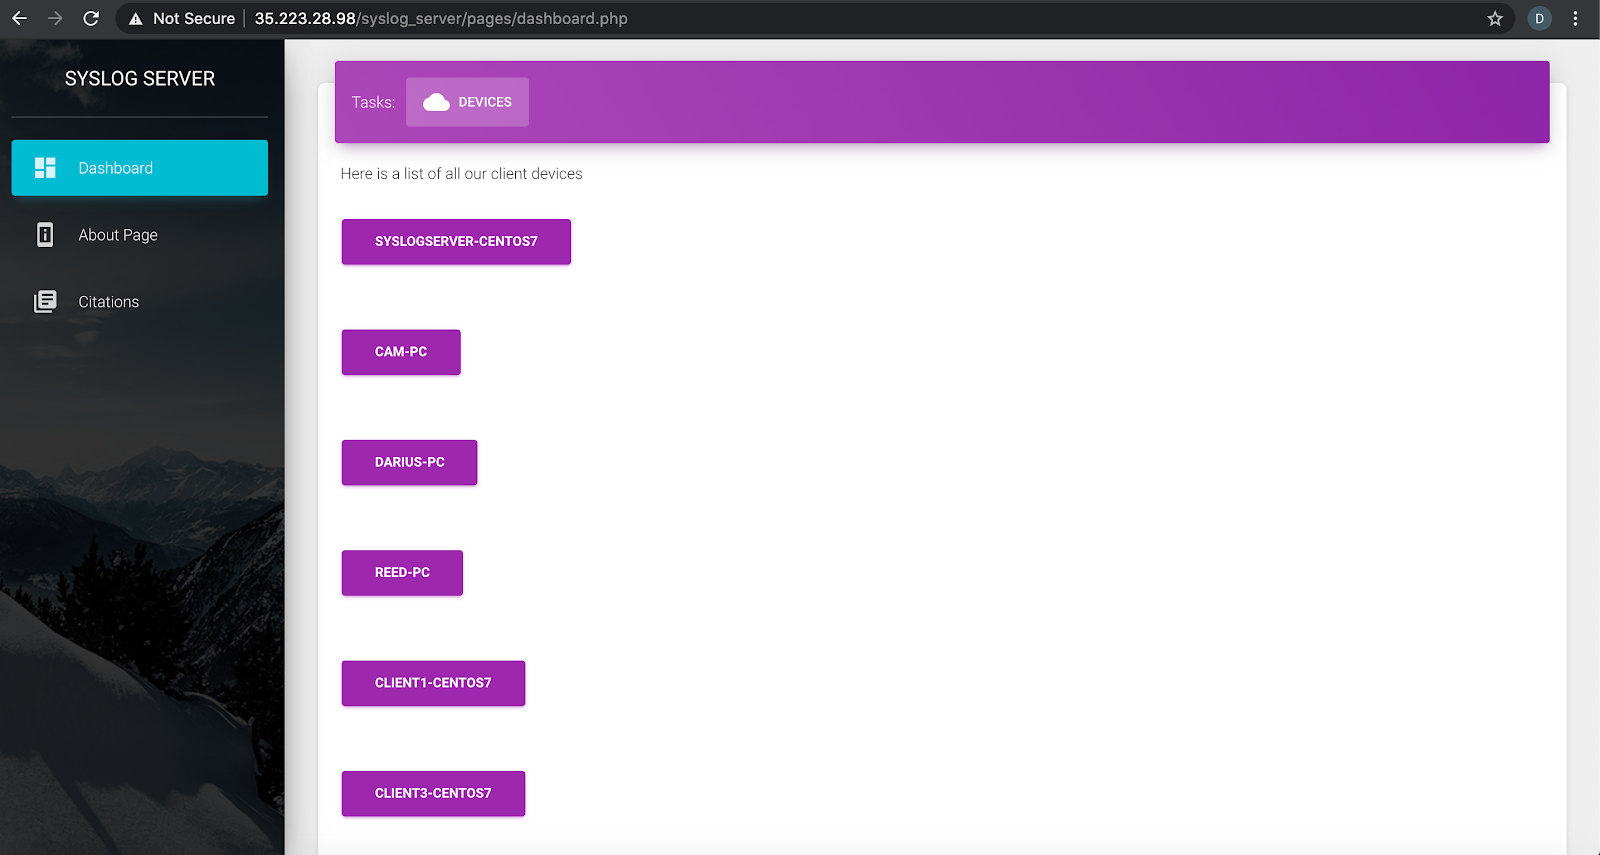 Not Secure | 35.223.28.98/syslog_server/pages/dashboard.php
D
SYSLOG SERVER
Dashboard
About Page
Citations
Tasks: DEVICES
Here is a list of all our client devices
SYSLOGSERVER-CENTOS7
CAM-PC
DARIUS-PC
REED-PC
CLIENT1-CENTOS7
CLIENT3-CENTOS7